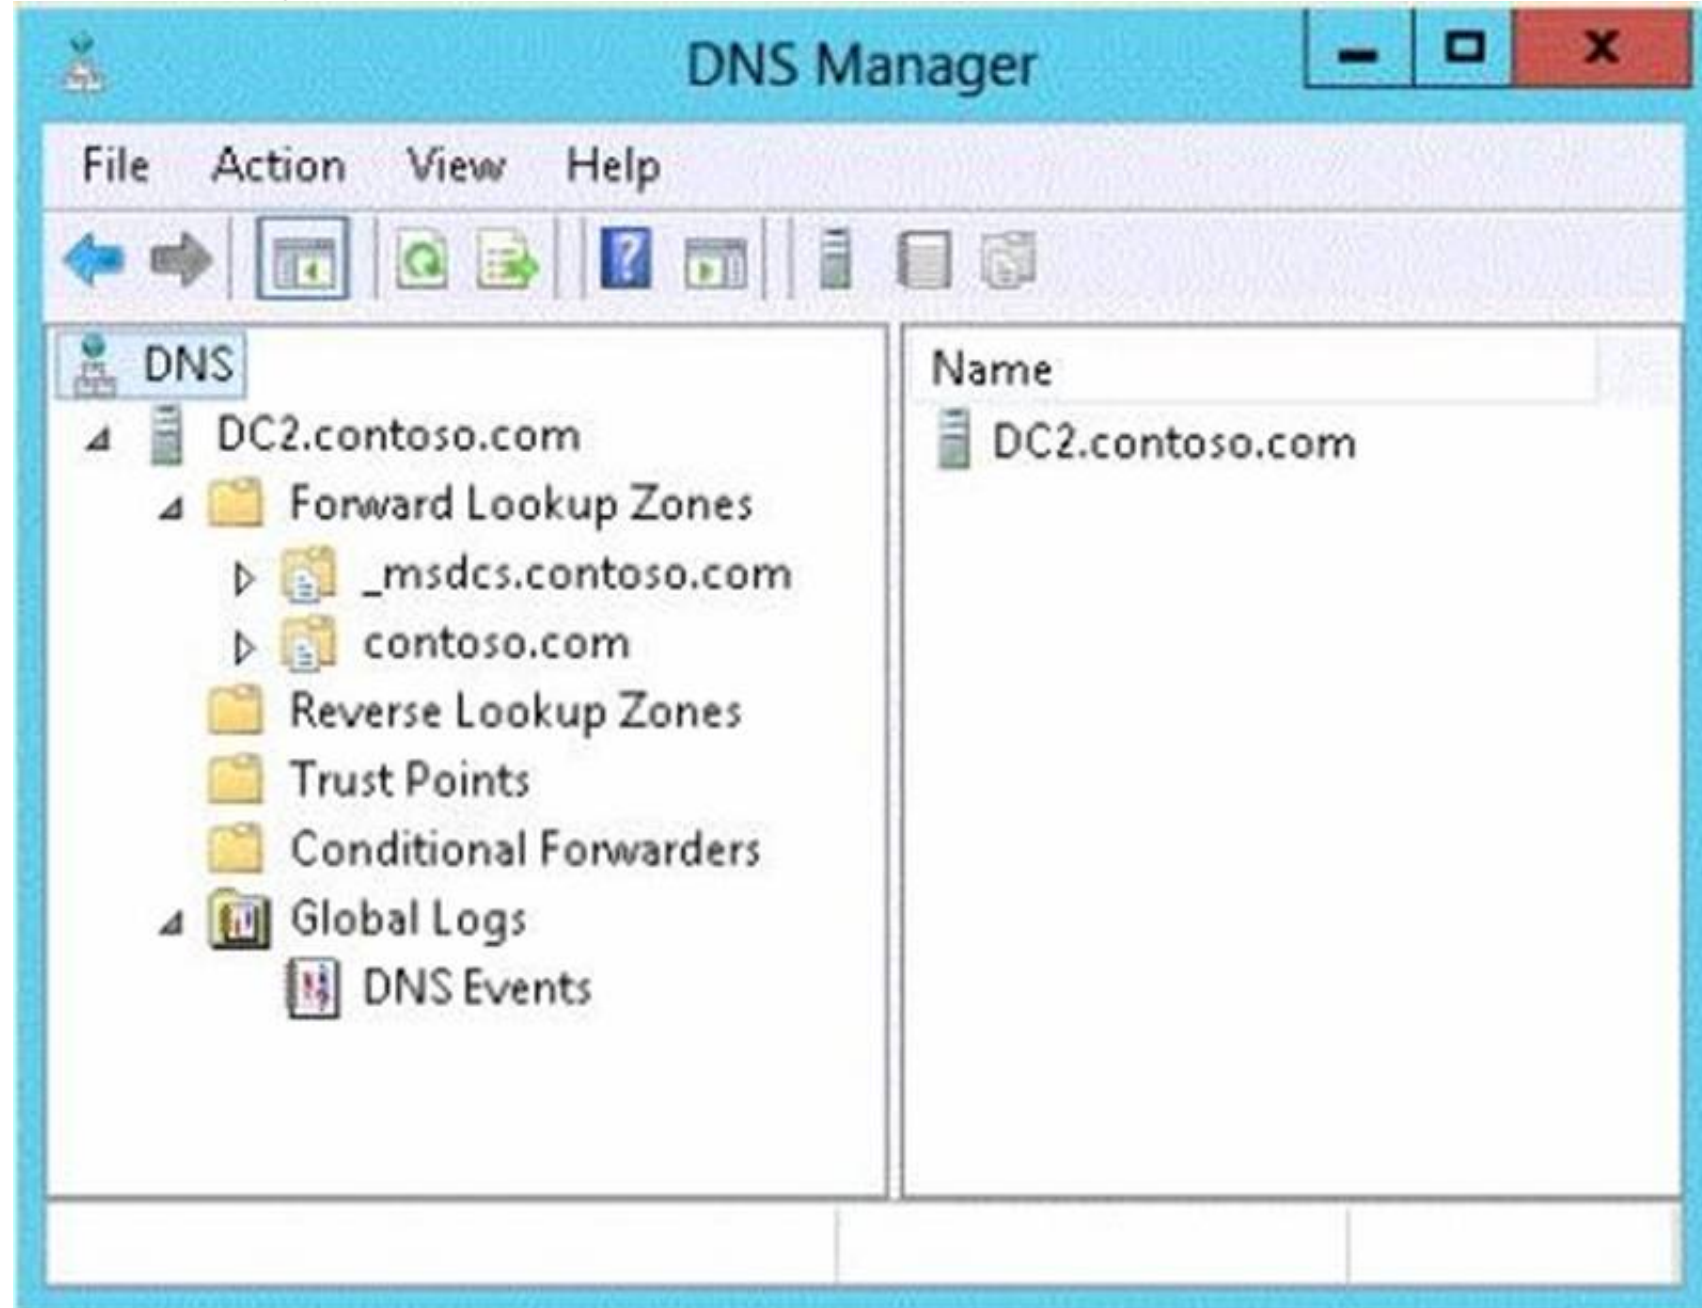 DNS Manager
File Action View Help
DNS
DC2.contoso.com
Forward Lookup Zones
_msdcs.contoso.com
contoso.com
Reverse Lookup Zones
Trust Points
Conditional Forwarders
Global Logs
DNS Events
Name
DC2.contoso.com